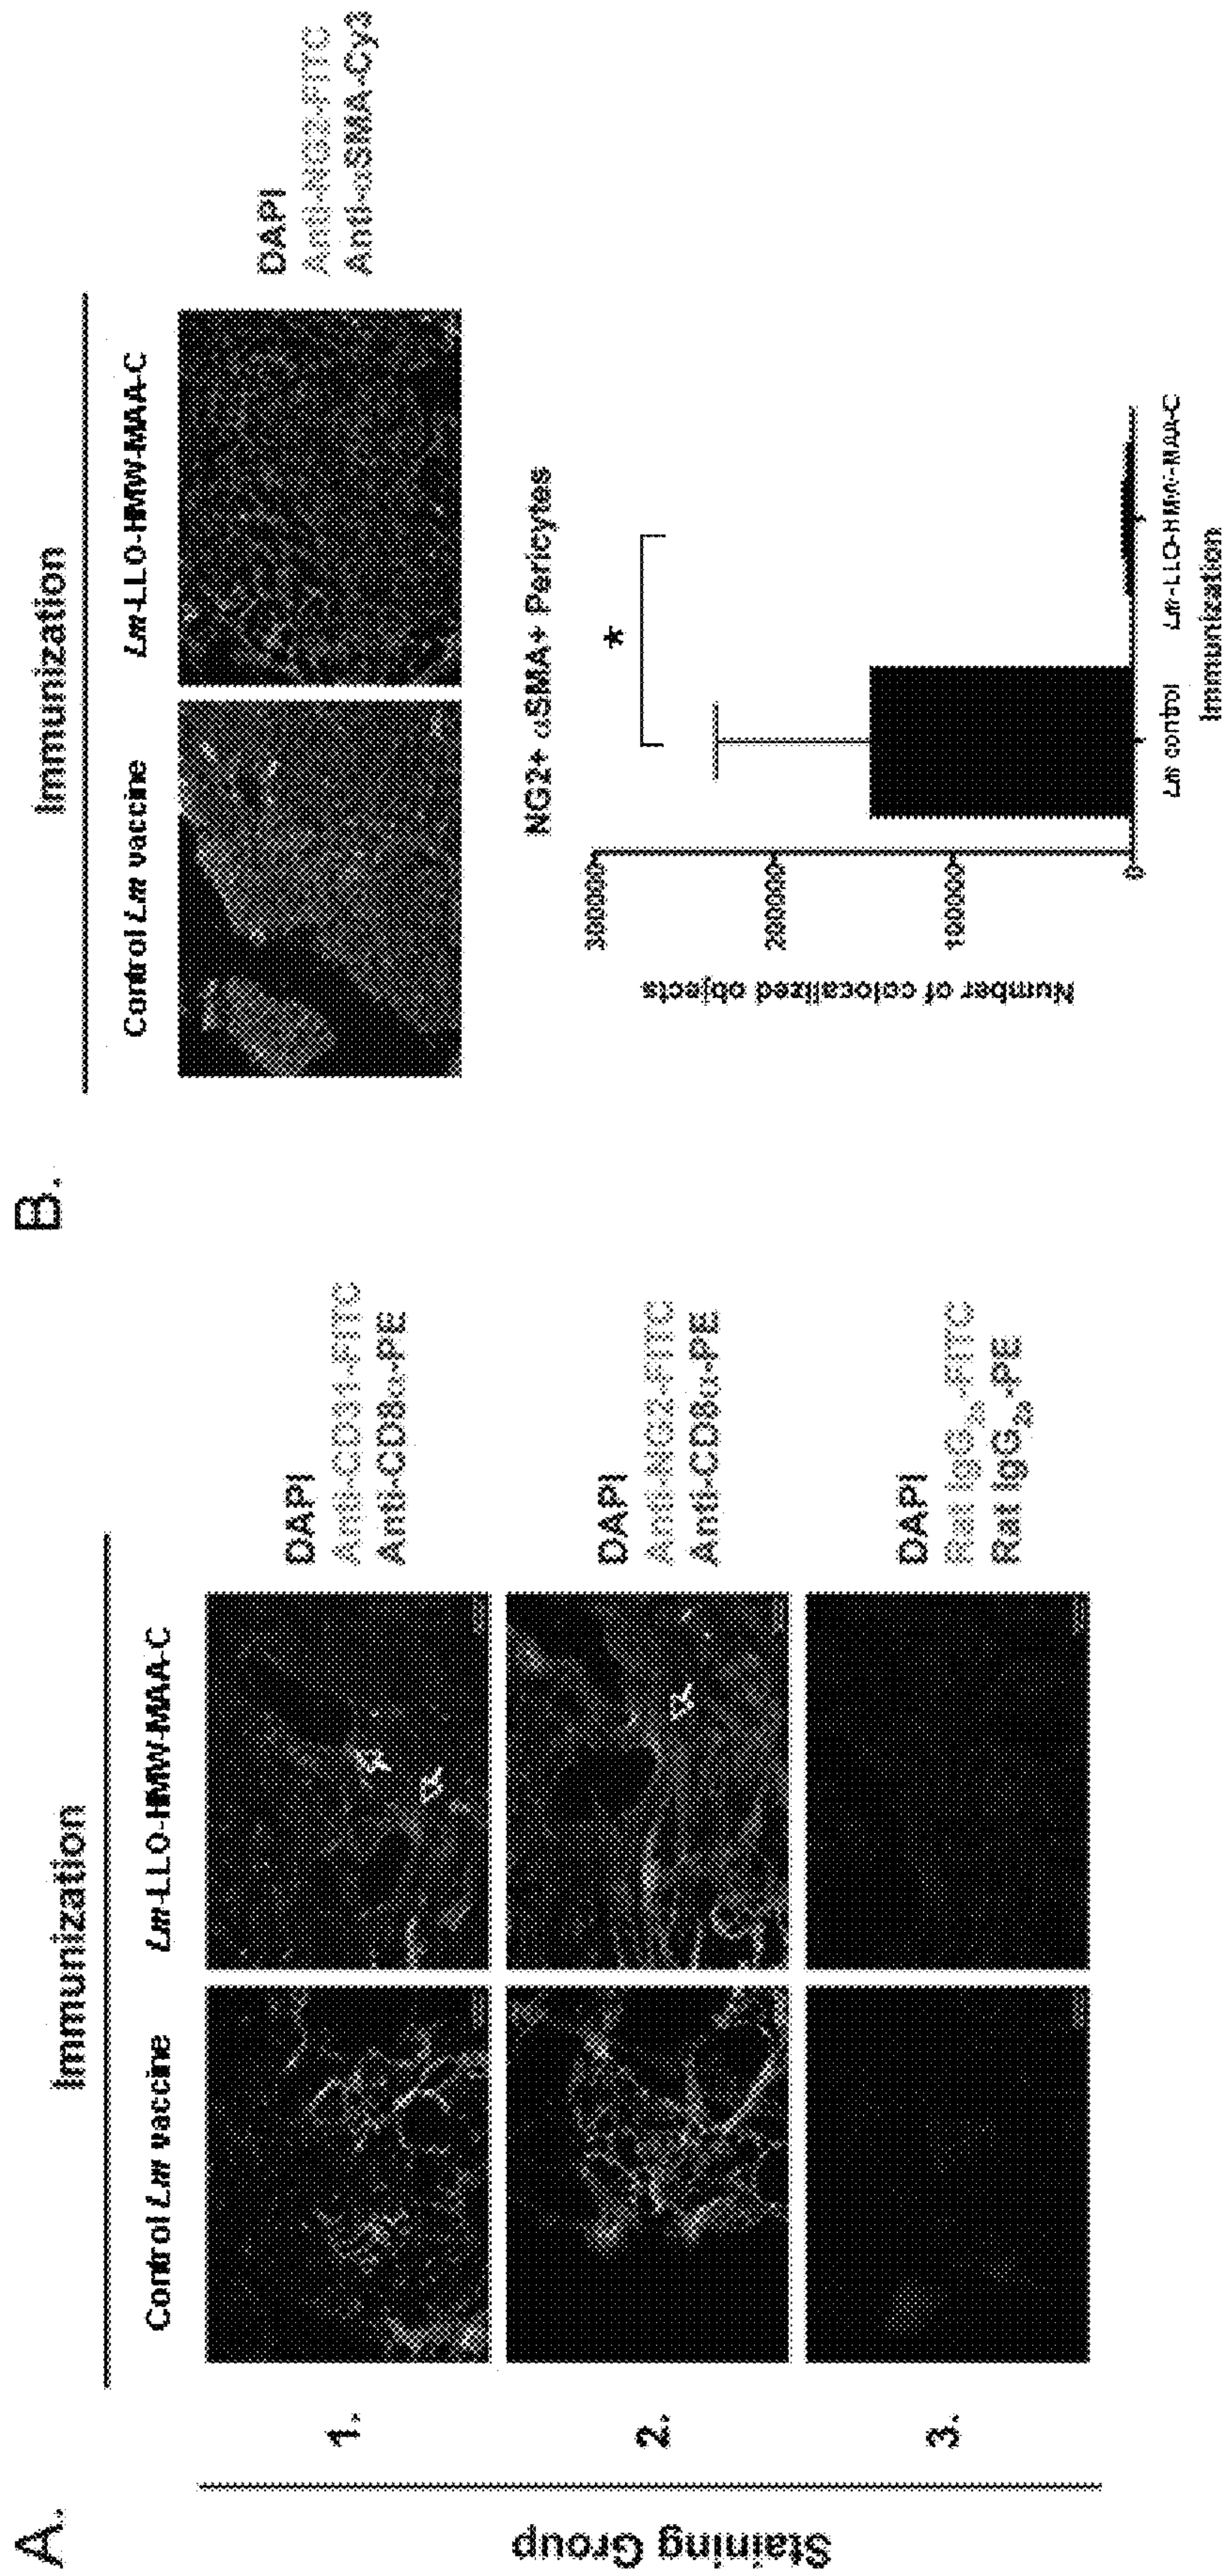 A.
Immunization
Control Lm vaccine
Lm-LLO-HMW-MAA-C
Staining Group
1.
DAPI
Anti-CD31-FITC
Anti-CD8α-PE
2.
DAPI
Anti-NG2-FITC
Anti-CD8α-PE
3.
DAPI
Rat IgG2a-FITC
Rat IgG2a-PE
B.
Immunization
Control Lm vaccine
Lm-LLO-HMW-MAA-C
DAPI
Anti-NG2-FITC
Anti-αSMA-Cy3
NG2+ αSMA+ Pericytes
*
Number of colocalized objects
300000
200000
100000
0
Lm control
Lm-LLO-HMW-MAA-C
Immunization